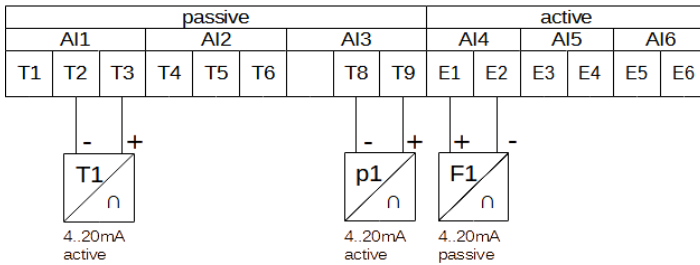 passive active
AI1 AI2 AI3 AI4 AI5 AI6
T1 T2 T3 T4 T5 T6 T8 T9 E1 E2 E3 E4 E5 E6
- + - + + -
T1 p1 F1
∩ ∩ ∩
4..20mA 4..20mA 4..20mA
active active passive